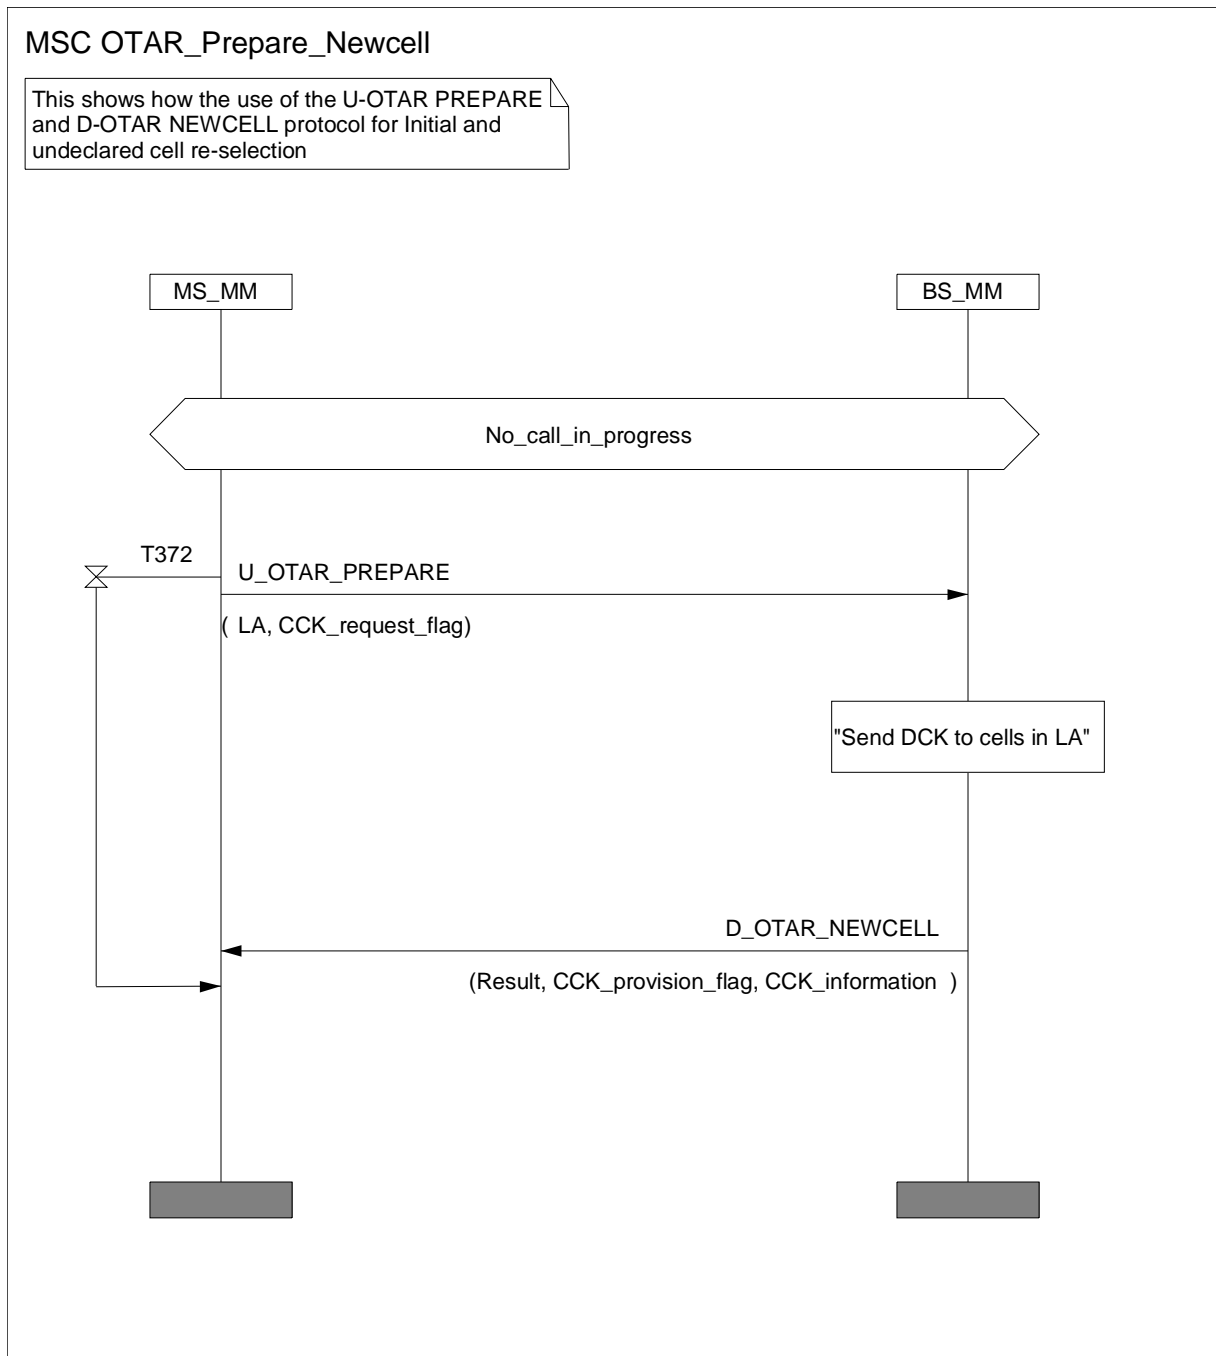 MSC OTAR_Prepare_Newcell
This shows how the use of the U-OTAR PREPARE
and D-OTAR NEWCELL protocol for Initial and
undeclared cell re-selection
MS_MM
BS_MM
No_call_in_progress
T372
U_OTAR_PREPARE
( LA, CCK_request_flag)
"Send DCK to cells in LA"
D_OTAR_NEWCELL
(Result, CCK_provision_flag, CCK_information )